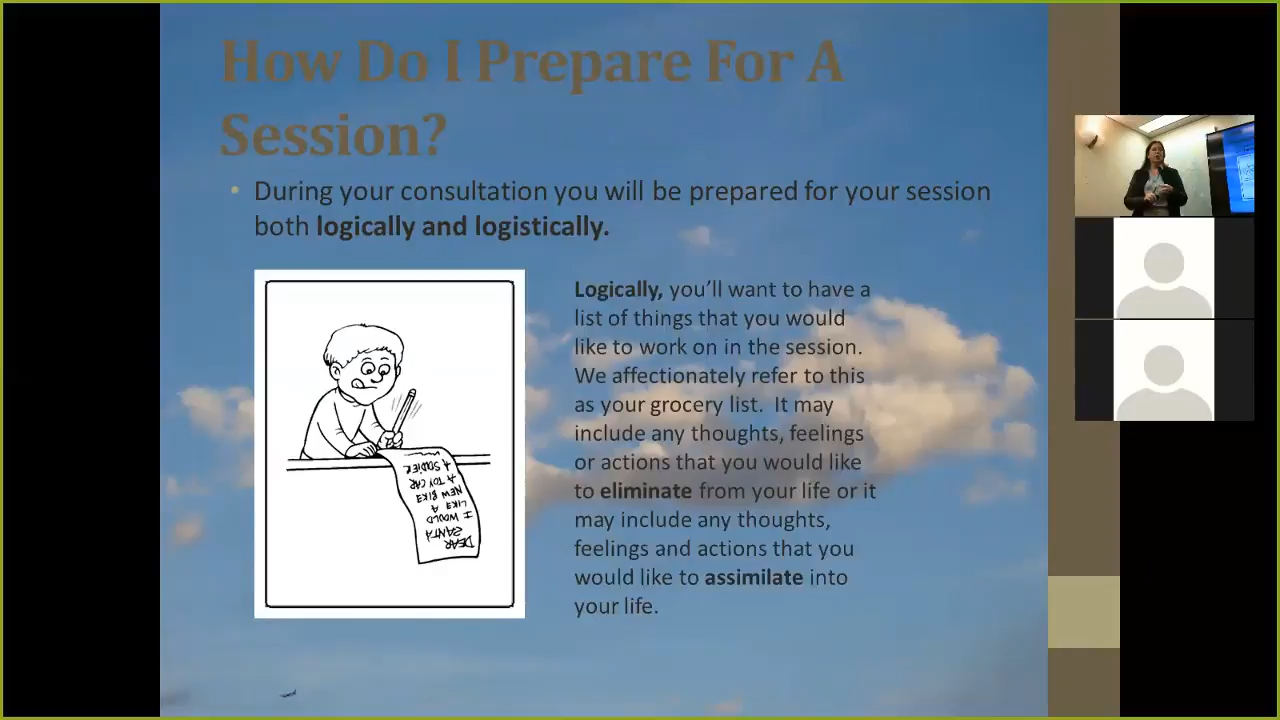 How Do I Prepare For A
Session?
• During your consultation you will be prepared for your session
both logically and logistically.
Logically, you’ll want to have a
list of things that you would
like to work on in the session.
We affectionately refer to this
as your grocery list.  It may
include any thoughts, feelings
or actions that you would like
to eliminate from your life or it
may include any thoughts,
feelings and actions that you
would like to assimilate into
your life.
DEAR
SANTA
I WOULD
LIKE A
NEW BIKE
A TOY CAR
A SODIER